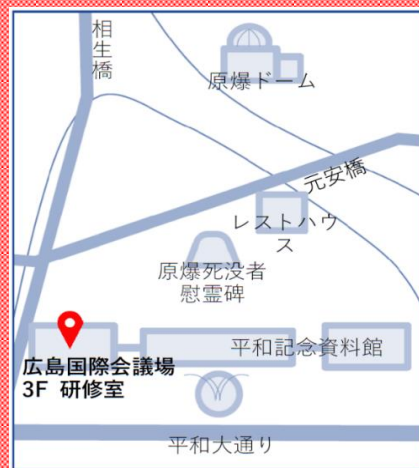 相生橋
原爆ドーム
元安橋
レストハウ
ス
原爆死没者
慰霊碑
平和記念資料館
広島国際会議場
3F 研修室
平和大通り